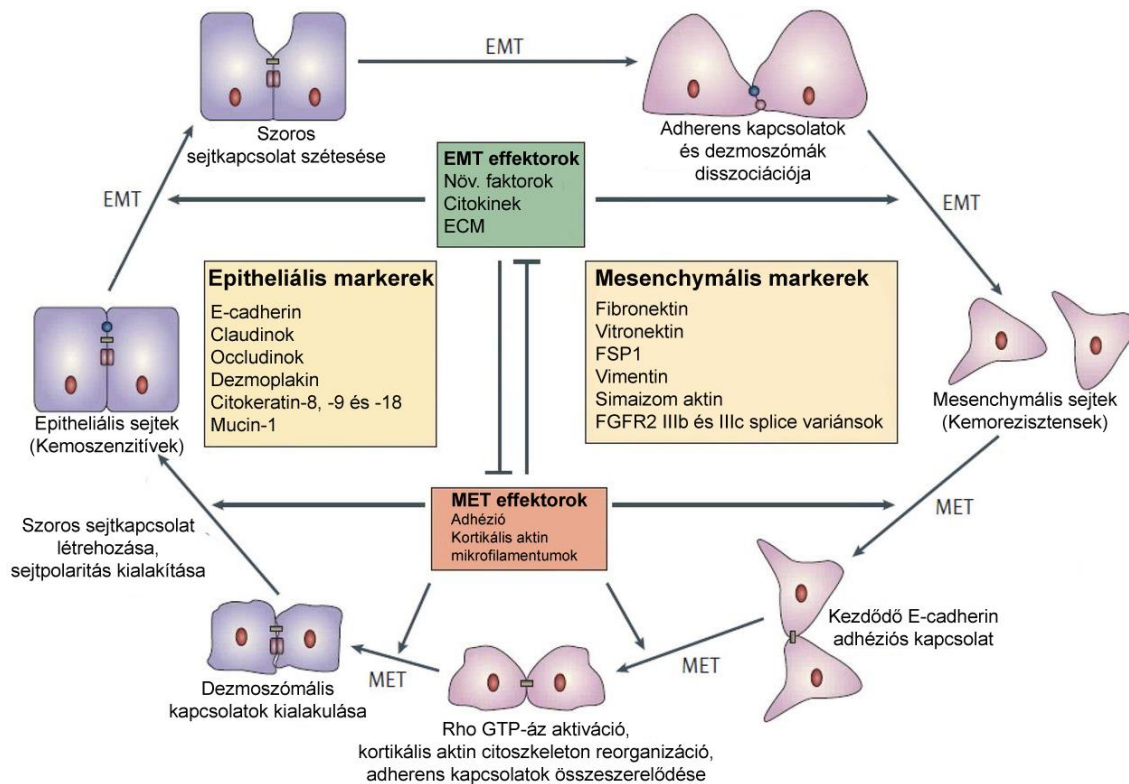 EMT
Szoros
sejtkapcsolat szétesése
Adherens kapcsolatok
és dezmoszómák
disszociációja
EMT
EMT effektorok
Növ. faktorok
Citokinek
ECM
EMT
Epitheliális markerek
E-cadherin
Claudinok
Occludinok
Dezmoplakin
Citokeratin-8, -9 és -18
Mucin-1
Mesenchymális markerek
Fibronektin
Vitronektin
FSP1
Vimentin
Simaizom aktin
FGFR2 IIIb és IIIc splice variánsok
Epitheliális sejtek
(Kemoszenzitívek)
Mesenchymális sejtek
(Kemorezisztensek)
MET effektorok
Adhézió
Kortikális aktin
mikrofilamentumok
MET
Szoros sejtkapcsolat
létrehozása,
sejtpolaritás kialakítása
Kezdődő E-cadherin
adhéziós kapcsolat
MET
MET
Dezmoszómális
kapcsolatok kialakulása
Rho GTP-áz aktiváció,
kortikális aktin citoszkeleton reorganizáció,
adherens kapcsolatok összeszerelődése